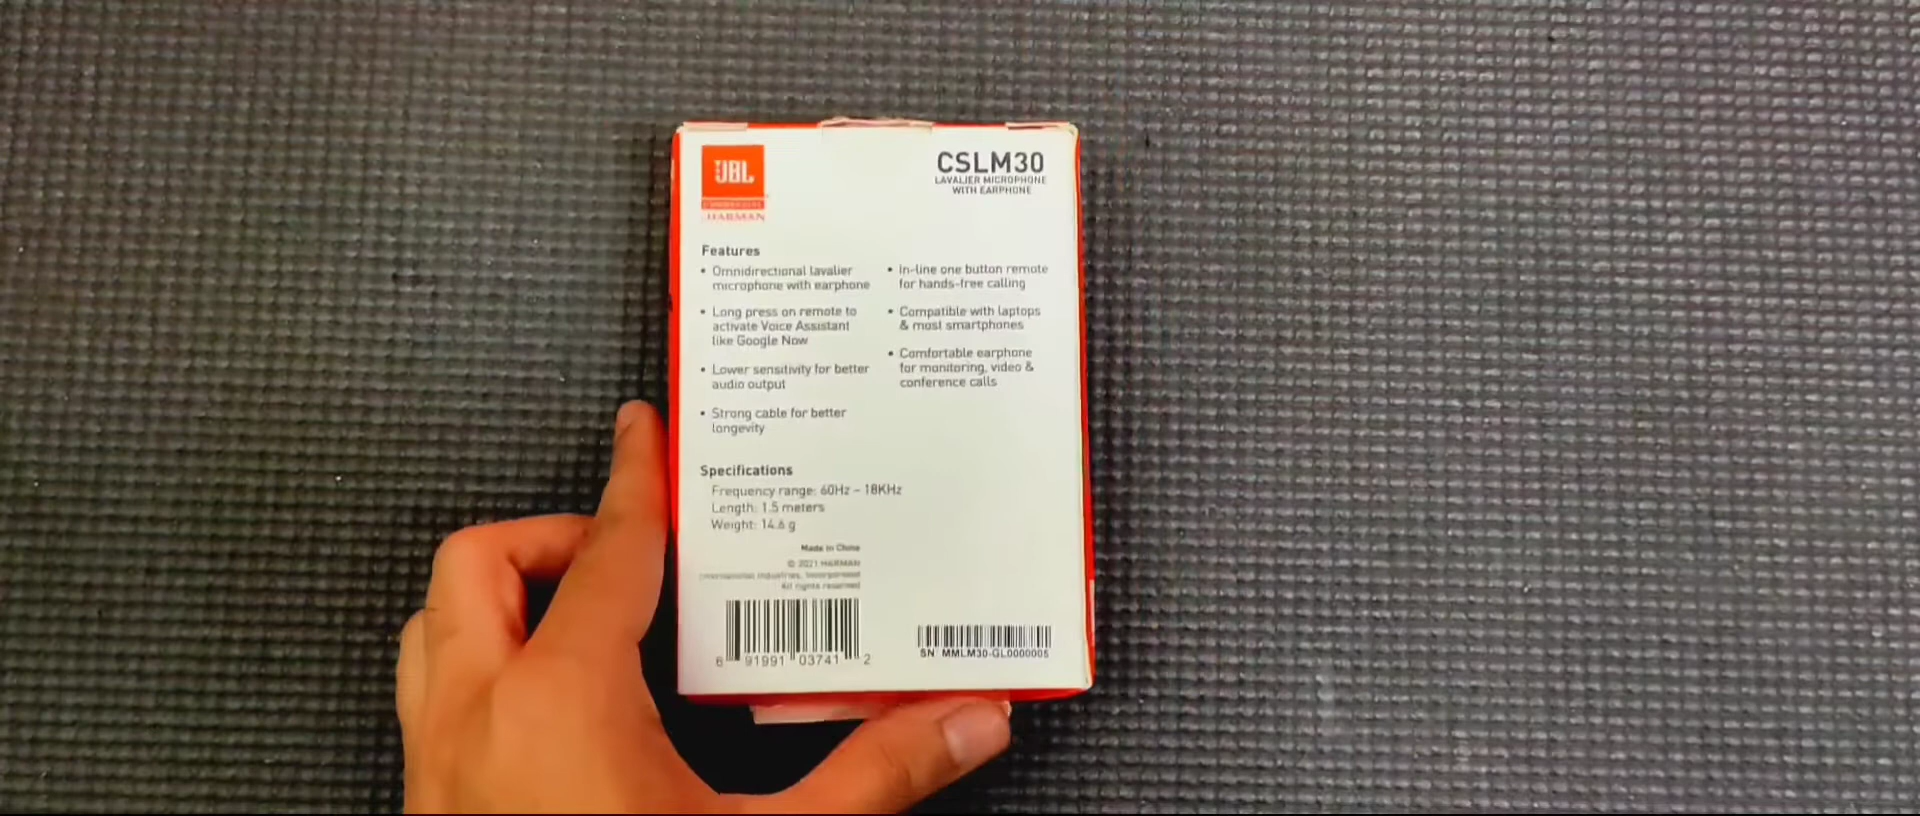 JBL
HARMAN
CSLM30
LAVALIER MICROPHONE
WITH EARPHONE
Features
• Omnidirectional lavalier
microphone with earphone
• Long press on remote to
activate Voice Assistant
like Google Now
• Lower sensitivity for better
audio output
• Strong cable for better
longevity
• In-line one button remote
for hands-free calling
• Compatible with laptops
& most smartphones
• Comfortable earphone
for monitoring, video &
conference calls
Specifications
Frequency range: 60Hz – 18KHz
Length: 1.5 meters
Weight: 14.6 g
Made in China
© 2021 HARMAN
International Industries, Incorporated
All rights reserved
6 91991 03741 2
SN MMLM30-GL0000005